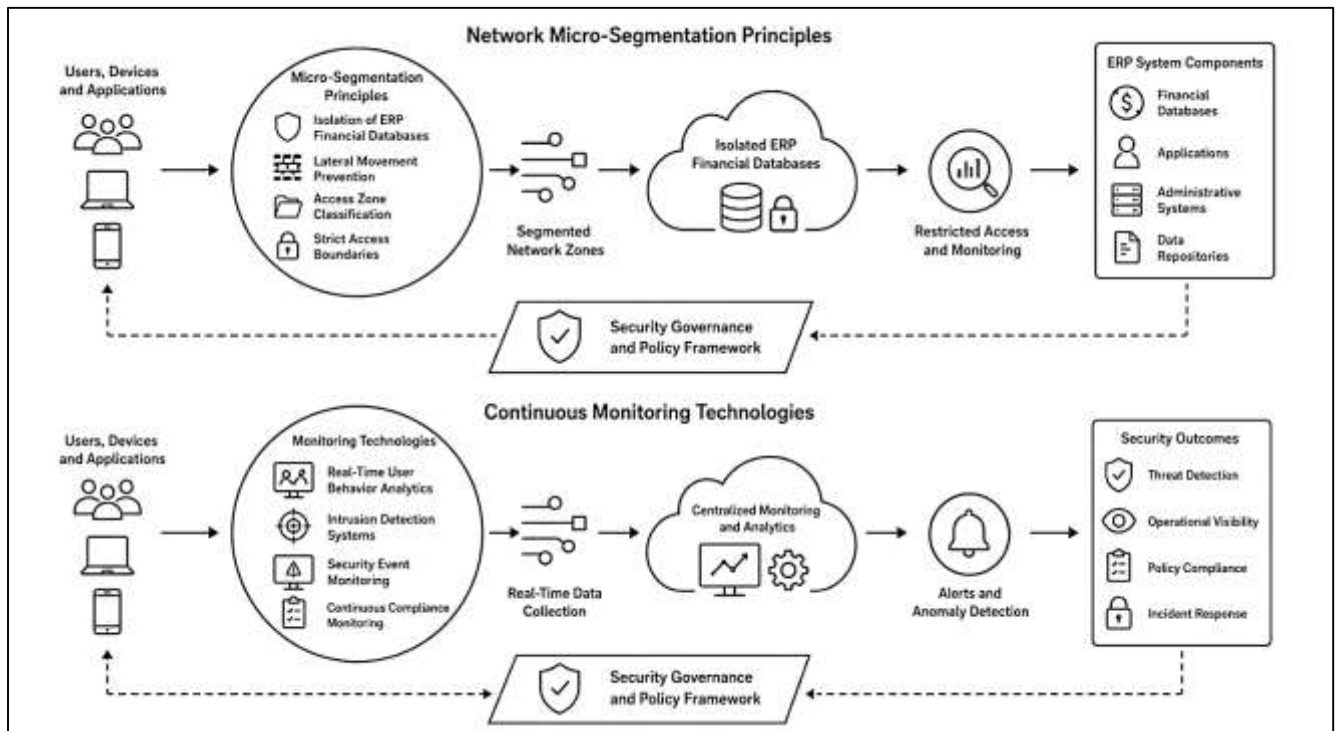 Network Micro-Segmentation Principles
Users, Devices
and Applications
Micro-Segmentation
Principles
Isolation of ERP
Financial Databases
Lateral Movement
Prevention
Access Zone
Classification
Strict Access
Boundaries
Segmented
Network Zones
Isolated ERP
Financial Databases
Restricted Access
and Monitoring
ERP System Components
Financial
Databases
Applications
Administrative
Systems
Data
Repositories
Security Governance
and Policy Framework
Continuous Monitoring Technologies
Users, Devices
and Applications
Monitoring Technologies
Real-Time User
Behavior Analytics
Intrusion Detection
Systems
Security Event
Monitoring
Continuous Compliance
Monitoring
Real-Time Data
Collection
Centralized Monitoring
and Analytics
Alerts and
Anomaly Detection
Security Outcomes
Threat Detection
Operational Visibility
Policy Compliance
Incident Response
Security Governance
and Policy Framework